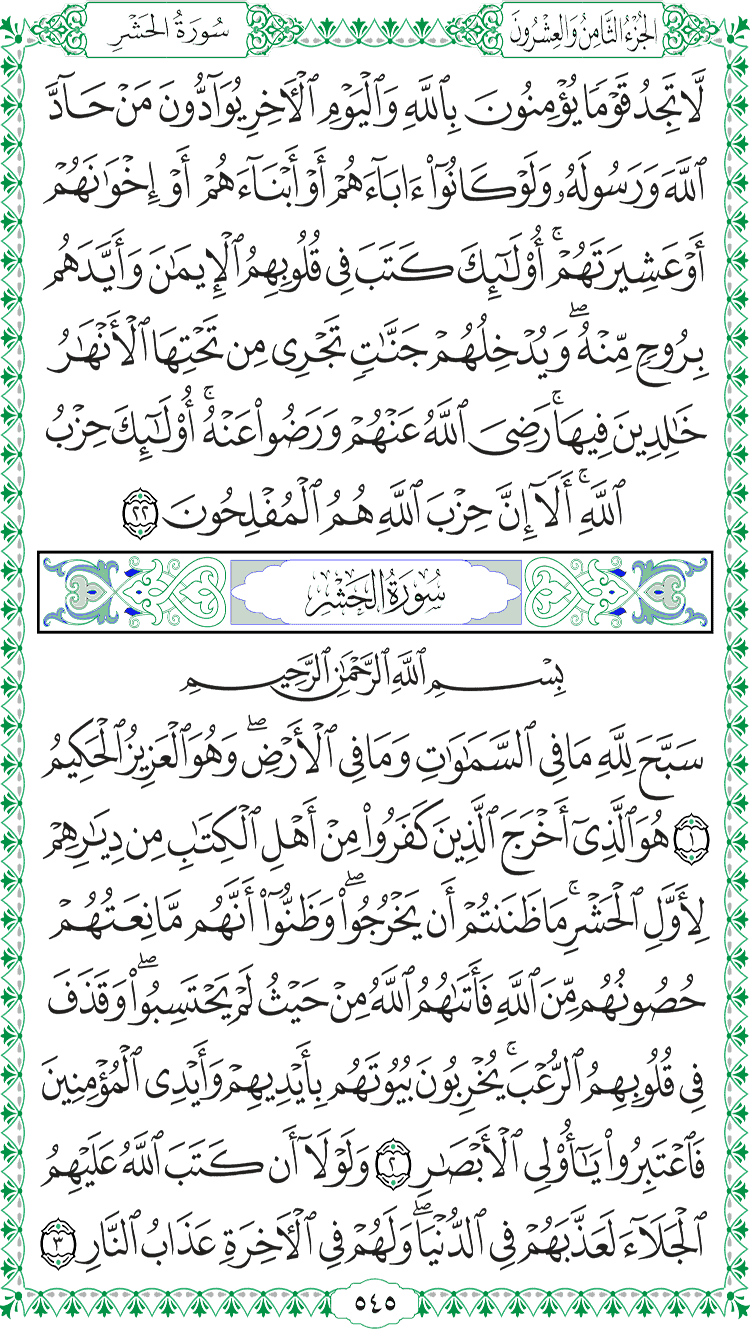 الجُزْءُ الثَّامِنُ وَالعِشْرُونَ
سُورَةُ الحَشْرِ
لَّا تَجِدُ قَوْمًا يُؤْمِنُونَ بِٱللَّهِ وَٱلْيَوْمِ ٱلْأَخِرِ يُوَآدُّونَ مَنْ حَآدَّ
ٱللَّهَ وَرَسُولَهُۥ وَلَوْ كَانُوٓا۟ ءَابَآءَهُمْ أَوْ أَبْنَآءَهُمْ أَوْ إِخْوَٰنَهُمْ
أَوْ عَشِيرَتَهُمْ ۚ أُو۟لَٰٓئِكَ كَتَبَ فِى قُلُوبِهِمُ ٱلْإِيمَٰنَ وَأَيَّدَهُم
بِرُوحٍ مِّنْهُ ۖ وَيُدْخِلُهُمْ جَنَّٰتٍ تَجْرِى مِن تَحْتِهَا ٱلْأَنْهَٰرُ
خَٰلِدِينَ فِيهَا ۚ رَضِىَ ٱللَّهُ عَنْهُمْ وَرَضُوا۟ عَنْهُ ۚ أُو۟لَٰٓئِكَ حِزْبُ
ٱللَّهِ ۚ أَلَآ إِنَّ حِزْبَ ٱللَّهِ هُمُ ٱلْمُفْلِحُونَ ٢٢
سُورَةُ الحَشْرِ
بِسْمِ ٱللَّهِ ٱلرَّحْمَٰنِ ٱلرَّحِيمِ
سَبَّحَ لِلَّهِ مَا فِى ٱلسَّمَٰوَٰتِ وَمَا فِى ٱلْأَرْضِ ۖ وَهُوَ ٱلْعَزِيزُ ٱلْحَكِيمُ
١ هُوَ ٱلَّذِىٓ أَخْرَجَ ٱلَّذِينَ كَفَرُوا۟ مِنْ أَهْلِ ٱلْكِتَٰبِ مِن دِيَٰرِهِمْ
لِأَوَّلِ ٱلْحَشْرِ ۚ مَا ظَنَنتُمْ أَن يَخْرُجُوا۟ ۖ وَظَنُّوٓا۟ أَنَّهُم مَّانِعَتُهُمْ
حُصُونُهُم مِّنَ ٱللَّهِ فَأَتَىٰهُمُ ٱللَّهُ مِنْ حَيْثُ لَمْ يَحْتَسِبُوا۟ ۖ وَقَذَفَ
فِى قُلُوبِهِمُ ٱلرُّعْبَ ۚ يُخْرِبُونَ بُيُوتَهُم بِأَيْدِيهِمْ وَأَيْدِى ٱلْمُؤْمِنِينَ
فَٱعْتَبِرُوا۟ يَٰٓأُو۟لِى ٱلْأَبْصَٰرِ ٢ وَلَوْلَآ أَن كَتَبَ ٱللَّهُ عَلَيْهِمُ
ٱلْجَلَآءَ لَعَذَّبَهُمْ فِى ٱلدُّنْيَا ۖ وَلَهُمْ فِى ٱلْأَخِرَةِ عَذَابُ ٱلنَّارِ ٣
٥٤٥